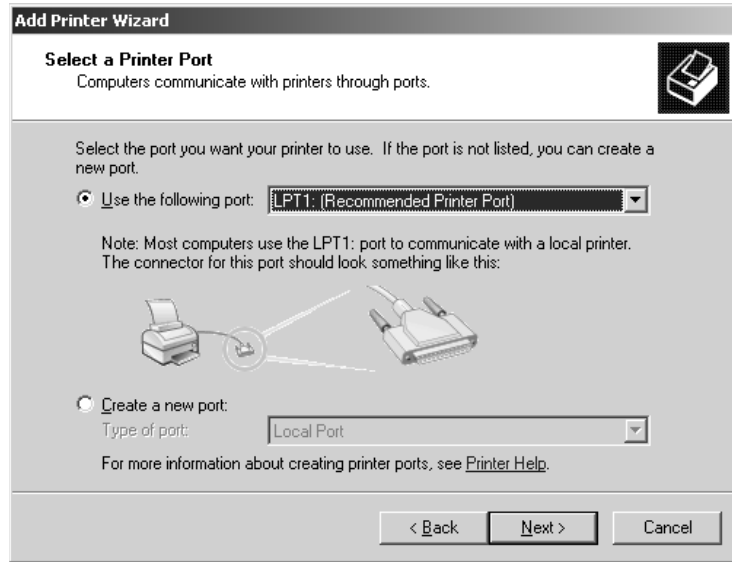 Add Printer Wizard
Select a Printer Port
Computers communicate with printers through ports.
Select the port you want your printer to use. If the port is not listed, you can create a
new port.
Use the following port: LPT1: (Recommended Printer Port)
Note: Most computers use the LPT1: port to communicate with a local printer.
The connector for this port should look something like this:
Create a new port:
Type of port: Local Port
For more information about creating printer ports, see Printer Help.
< Back Next > Cancel